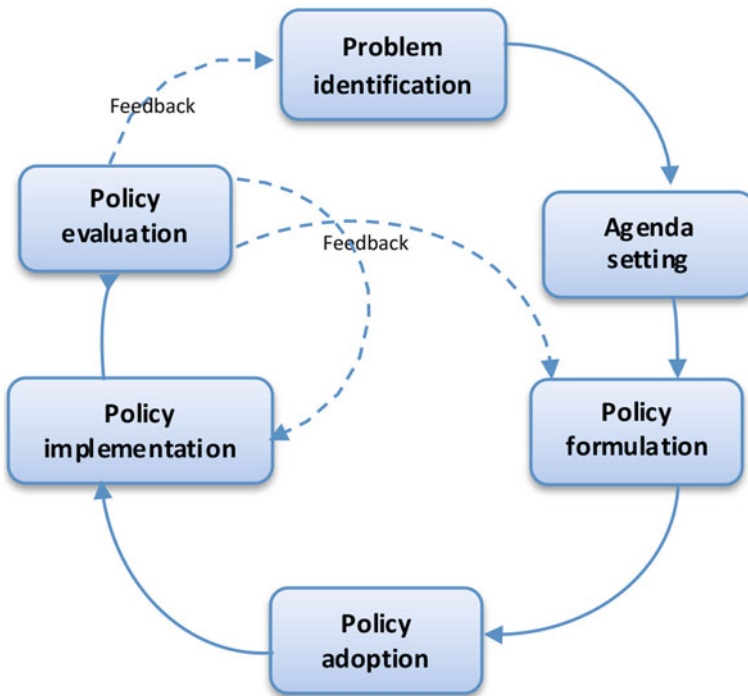 Problem
identification
Feedback
Policy
evaluation
Agenda
setting
Feedback
Policy
implementation
Policy
formulation
Policy
adoption